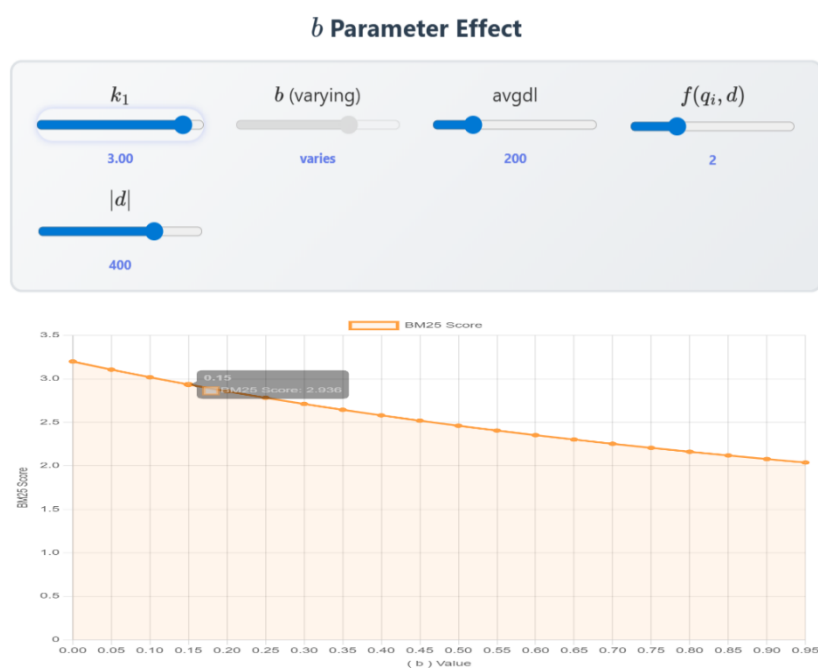 b Parameter Effect
k₁ b (varying) avgdl f(qᵢ, d)
3.00 varies 200 2
|d|
400
BM25 Score
3.5
3.0
2.5
2.0
1.5
1.0
0.5
0
BM25 Score
0.15
BM25 Score: 2.936
0.00 0.05 0.10 0.15 0.20 0.25 0.30 0.35 0.40 0.45 0.50 0.55 0.60 0.65 0.70 0.75 0.80 0.85 0.90 0.95
( b ) Value